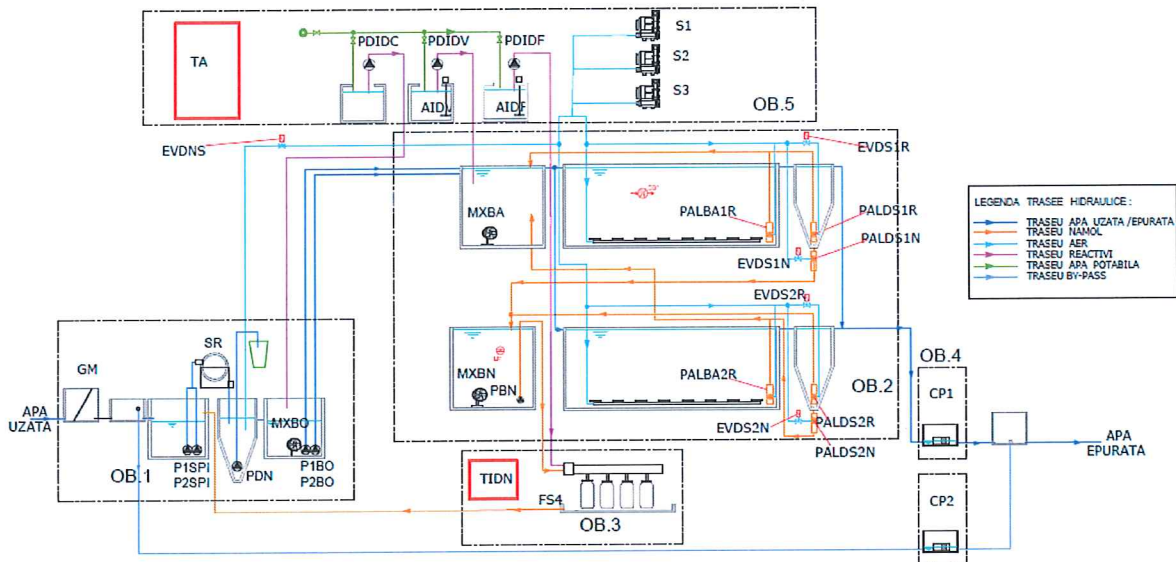 TA
PDIDC
PDIDV
PDIDF
S1
S2
S3
OB.5
EVDNS
EVDS1R
MXBA
PALBA1R
PALDS1R
PALDS1N
EVDS1N
EVDS2R
MXBN
PBN
PALBA2R
OB.2
EVDS2N
PALDS2R
PALDS2N
LEGENDA TRASEE HIDRAULICE :
TRASEU APA UZATA /EPURATA
TRASEU NAMOL
TRASEU AER
TRASEU REACTIVI
TRASEU APA POTABILA
TRASEU BY-PASS
GM
SR
APA
UZATA
MXBO
OB.1
P1SPI
P2SPI
PDN
P1BO
P2BO
TIDN
FS4
OB.3
OB.4
CP1
CP2
APA
EPURATA